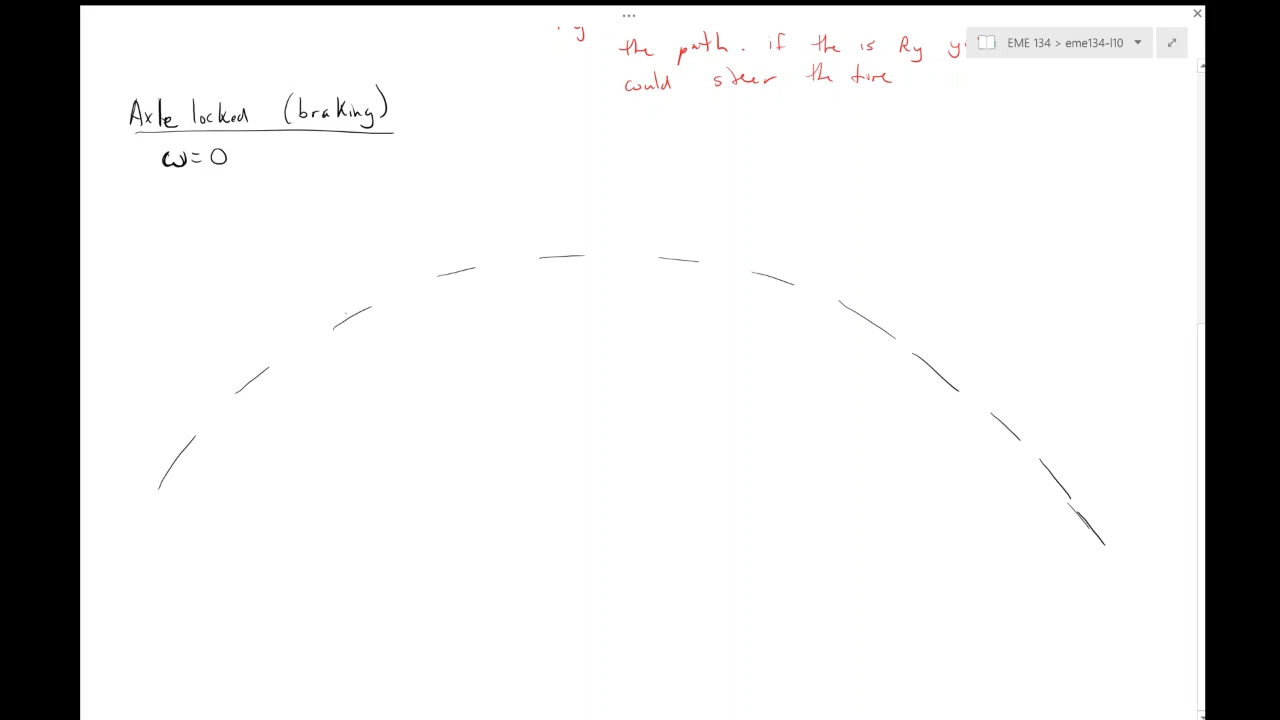 the path. if the is Ry
could steer the tire
EME 134 > eme134-l10
Axle locked (braking)
ω=0